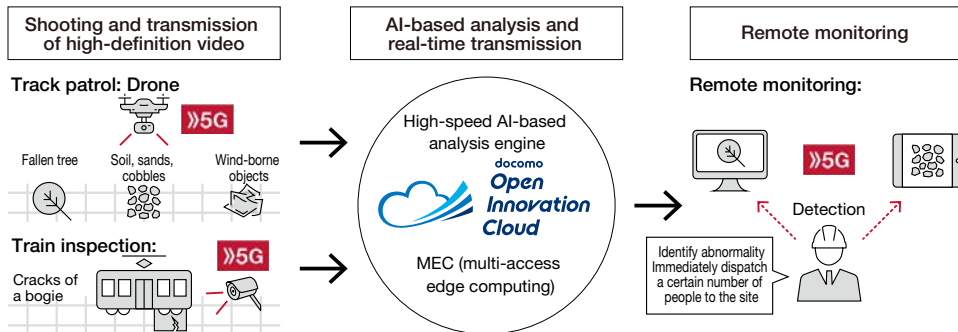 Shooting and transmission
of high-definition video
AI-based analysis and
real-time transmission
Remote monitoring
Track patrol: Drone
5G
Fallen tree
Soil, sands,
cobbles
Wind-borne
objects
Train inspection:
5G
Cracks of
a bogie
High-speed AI-based
analysis engine
docomo
Open
Innovation
Cloud
MEC (multi-access
edge computing)
Remote monitoring:
5G
Detection
Identify abnormality
Immediately dispatch
a certain number of
people to the site